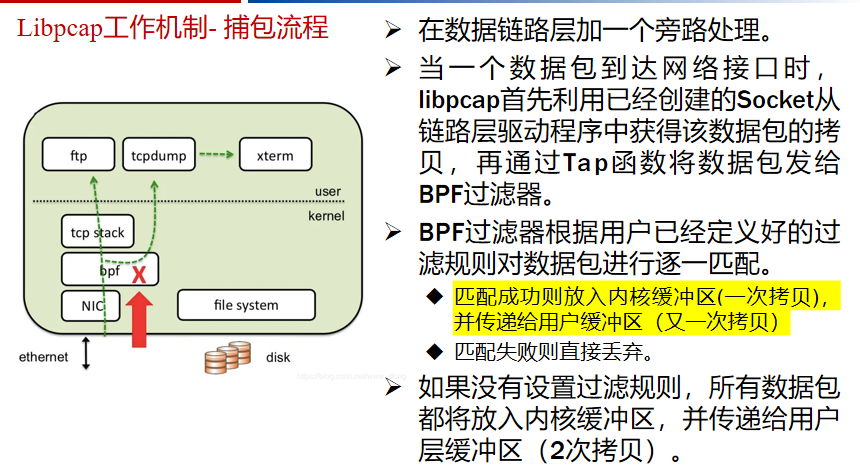 Libpcap工作机制- 捕包流程
ftp
tcpdump
xterm
user
kernel
tcp stack
bpf
X
NIC
file system
ethernet
disk
➢ 在数据链路层加一个旁路处理。
➢ 当一个数据包到达网络接口时，
libpcap首先利用已经创建的Socket从
链路层驱动程序中获得该数据包的拷
贝，再通过Tap函数将数据包发给
BPF过滤器。
➢ BPF过滤器根据用户已经定义好的过
滤规则对数据包进行逐一匹配。
◆ 匹配成功则放入内核缓冲区(一次拷贝)，
并传递给用户缓冲区（又一次拷贝）
◆ 匹配失败则直接丢弃。
➢ 如果没有设置过滤规则，所有数据包
都将放入内核缓冲区，并传递给用户
层缓冲区（2次拷贝）。